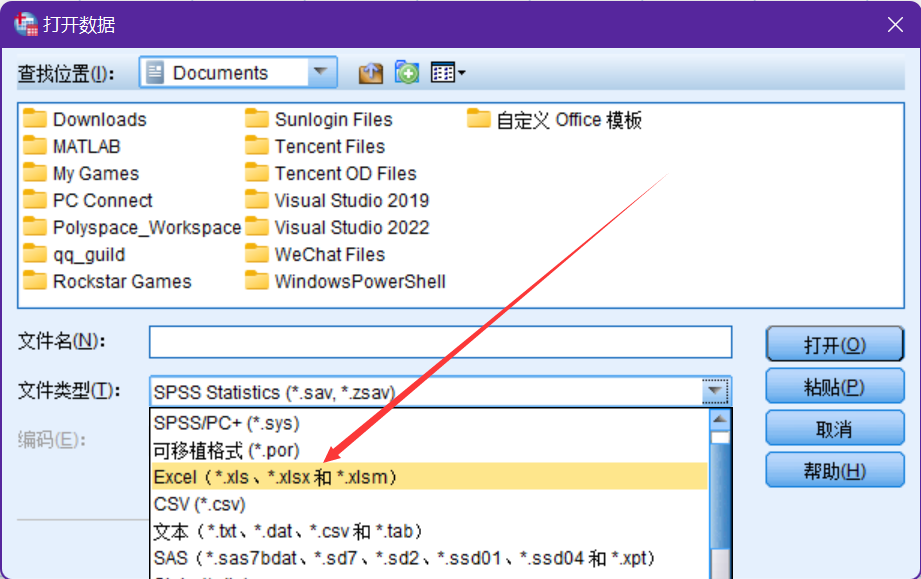 打开数据
查找位置(I): Documents
Downloads Sunlogin Files 自定义 Office 模板
MATLAB Tencent Files
My Games Tencent OD Files
PC Connect Visual Studio 2019
Polyspace_Workspace Visual Studio 2022
qq_guild WeChat Files
Rockstar Games WindowsPowerShell
文件名(N): 打开(O)
文件类型(T): SPSS Statistics (*.sav, *.zsav) 粘贴(P)
SPSS/PC+ (*.sys)
编码(E): 取消
可移植格式 (*.por)
Excel（*.xls、*.xlsx 和 *.xlsm） 帮助(H)
CSV (*.csv)
文本（*.txt、*.dat、*.csv 和 *.tab）
SAS（*.sas7bdat、*.sd7、*.sd2、*.ssd01、*.ssd04 和 *.xpt）